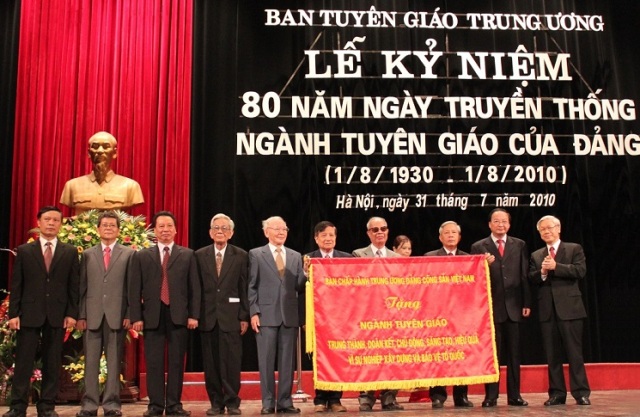 BAN TUYÊN GIÁO TRUNG ƯƠNG
LỄ KỶ NIỆM
80 NĂM NGÀY TRUYỀN THỐNG
NGÀNH TUYÊN GIÁO CỦA ĐẢNG
(1/8/1930 - 1/8/2010)
Hà Nội, ngày 31 tháng 7 năm 2010
BAN CHẤP HÀNH TRUNG ƯƠNG ĐẢNG CỘNG SẢN VIỆT NAM
Tặng
NGÀNH TUYÊN GIÁO
TRUNG THÀNH, ĐOÀN KẾT, CHỦ ĐỘNG, SÁNG TẠO, HIỆU QUẢ
VÌ SỰ NGHIỆP XÂY DỰNG VÀ BẢO VỆ TỔ QUỐC